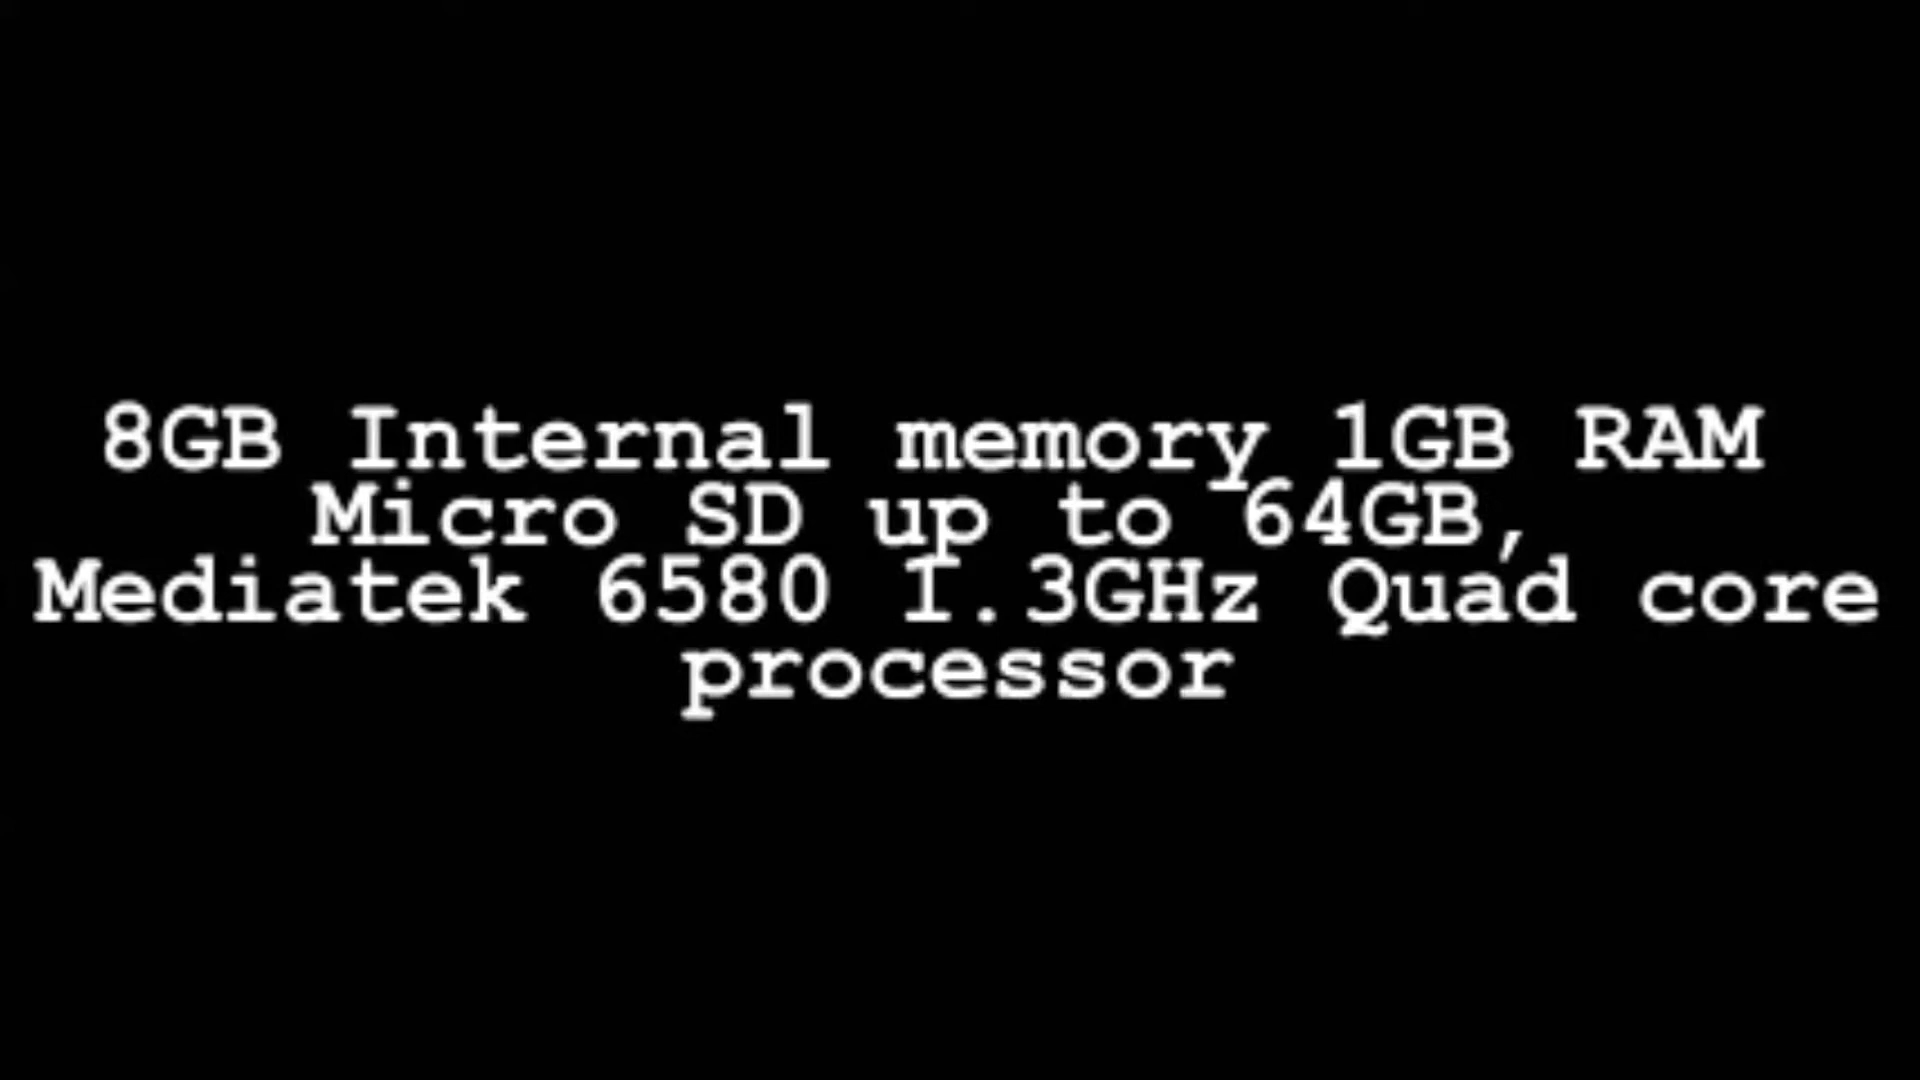 8GB Internal memory 1GB RAM
Micro SD up to 64GB,
Mediatek 6580 1.3GHz Quad core
processor